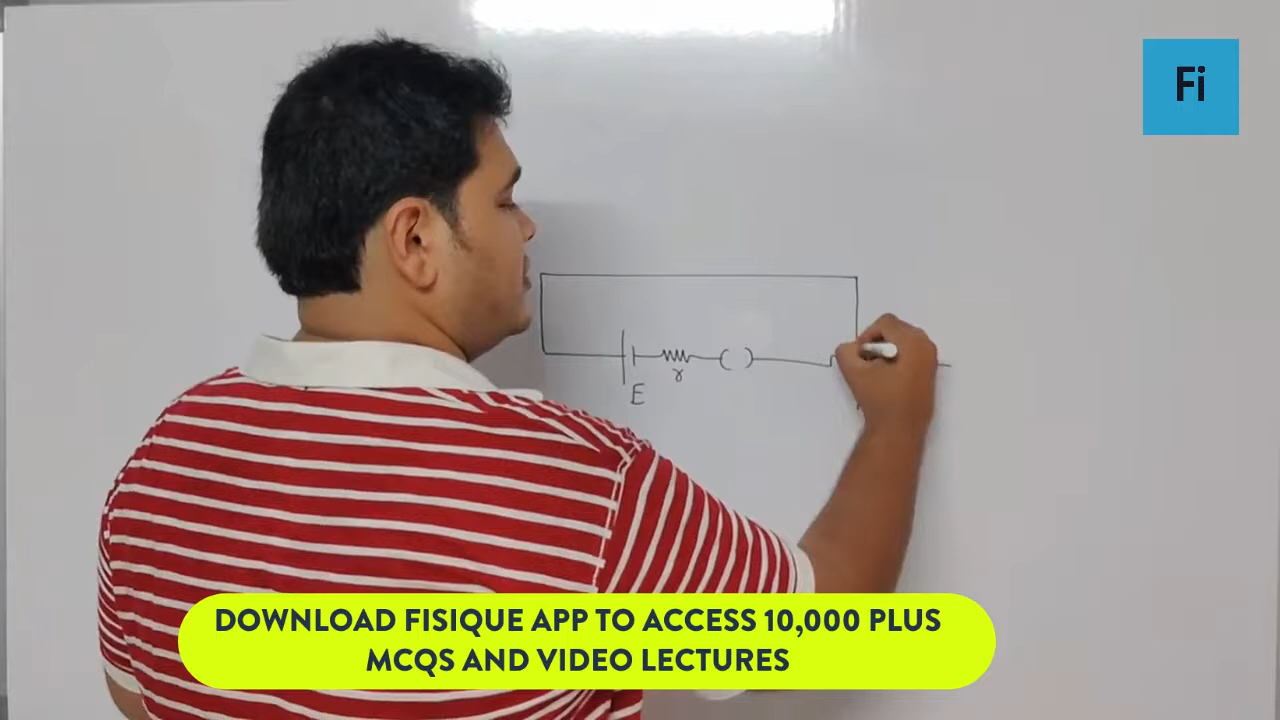 Fi
r
E
DOWNLOAD FISIQUE APP TO ACCESS 10,000 PLUS
MCQS AND VIDEO LECTURES